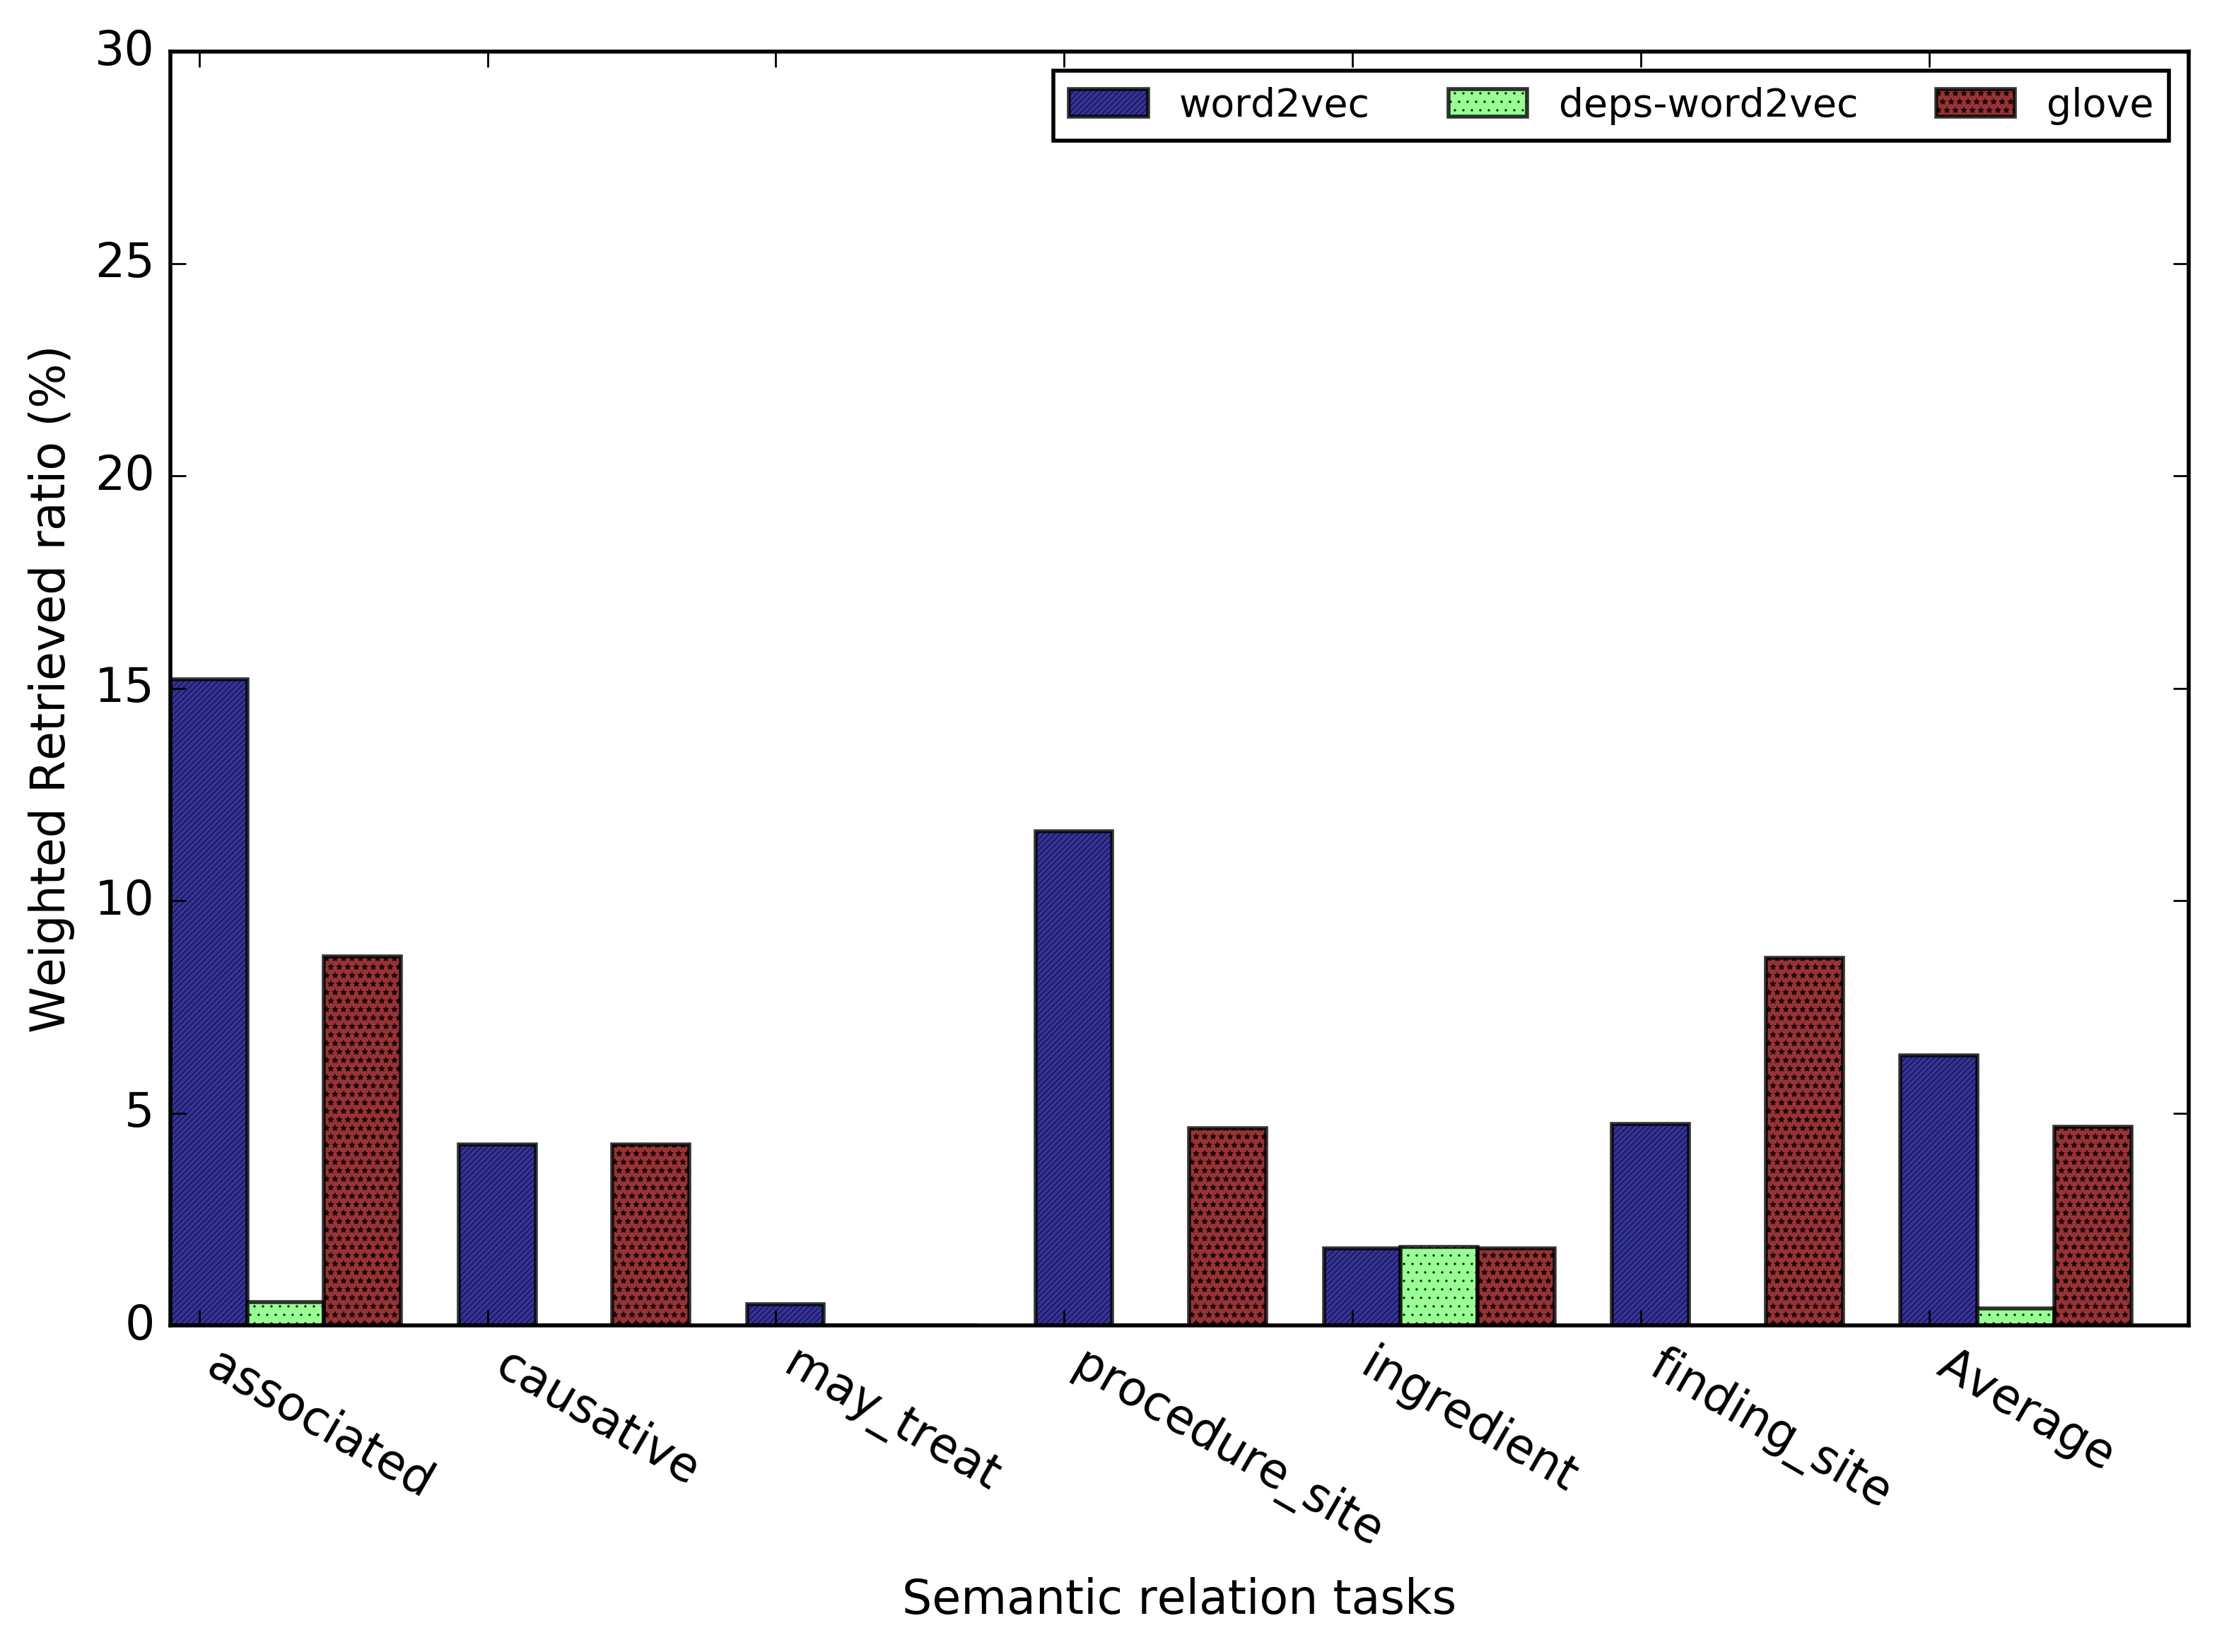 30
25
20
15
10
5
0
Weighted Retrieved ratio (%)
word2vec deps-word2vec glove
associated
causative
may_treat
procedure_site
ingredient
finding_site
Average
Semantic relation tasks